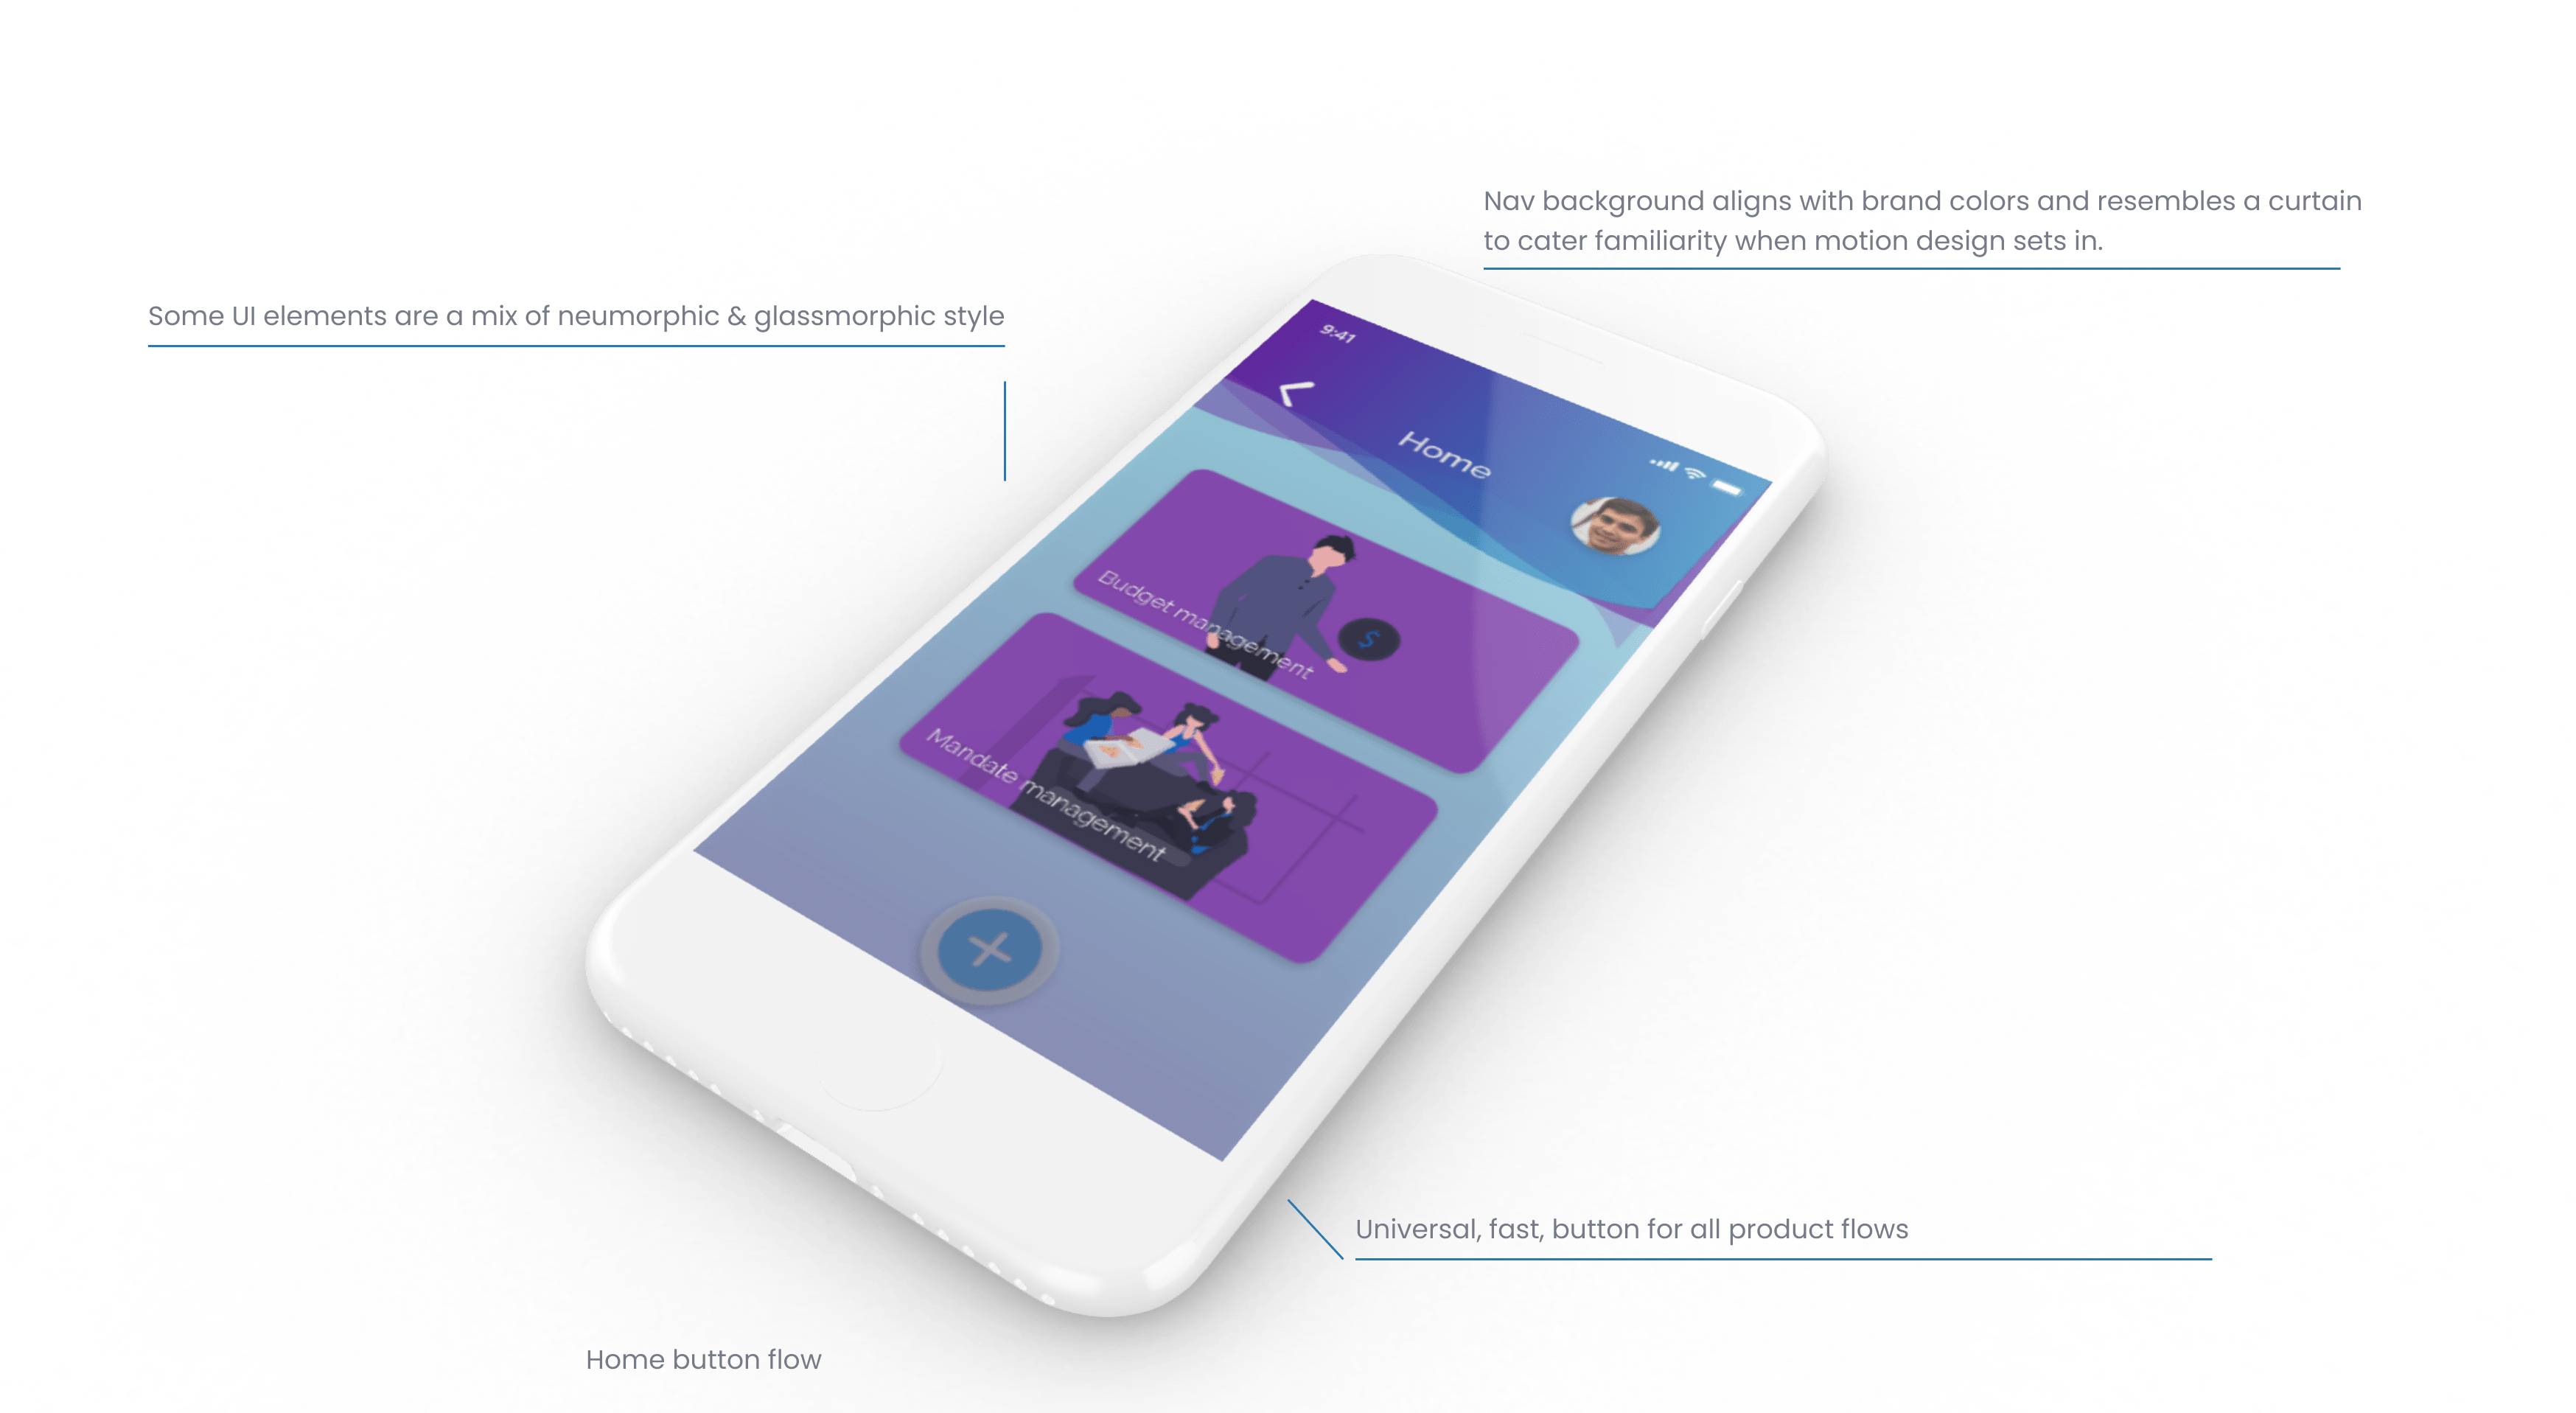 Nav background aligns with brand colors and resembles a curtain
to cater familiarity when motion design sets in.
Some UI elements are a mix of neumorphic & glassmorphic style
9:41
Home
Budget management
$
Mandate management
Universal, fast, button for all product flows
Home button flow